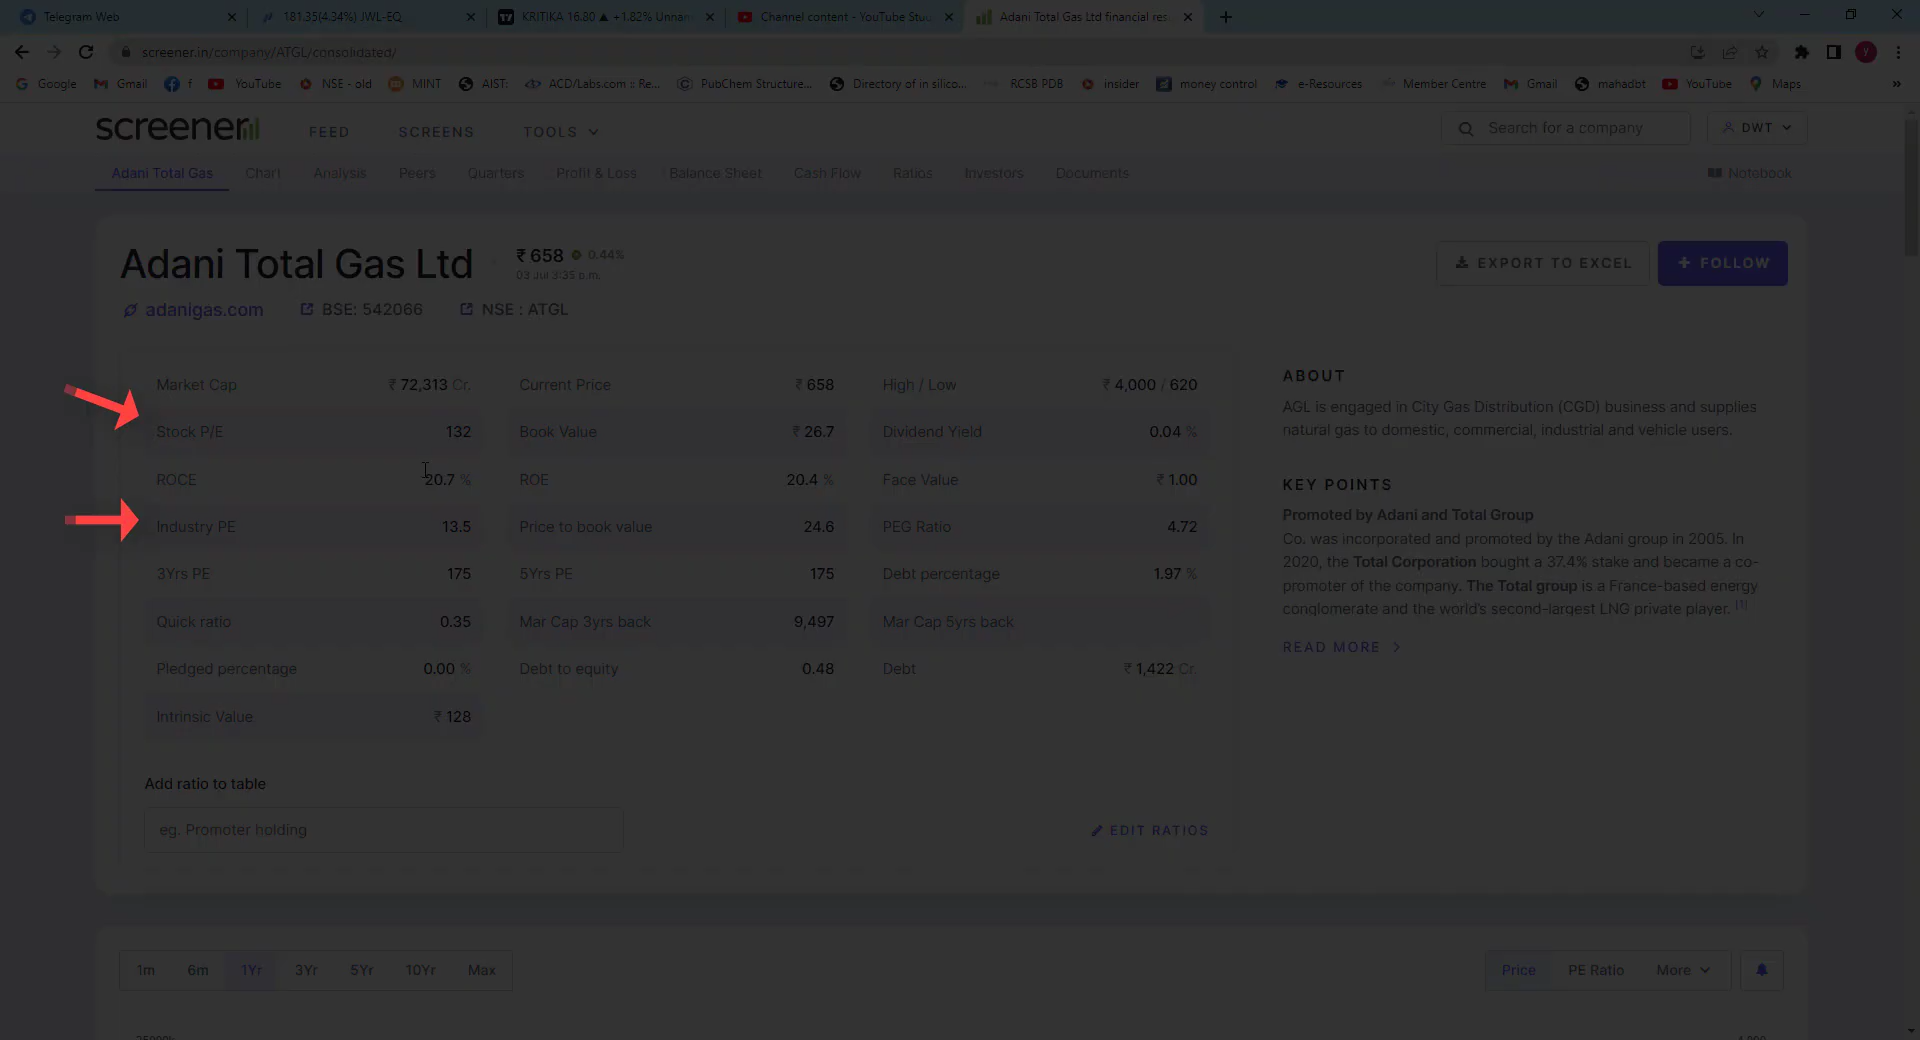 Telegram Web
181.35(4.34%) JWL-EQ
KRITIKA 16.80 ▲ +1.82% Unnam
Channel content - YouTube Stud
Adani Total Gas Ltd financial res
screener.in/company/ATGL/consolidated/
Google
Gmail
f
YouTube
NSE - old
MINT
AIST:
ACD/Labs.com :: Re...
PubChem Structure...
Directory of in silico...
RCSB PDB
insider
money control
e-Resources
Member Centre
Gmail
mahadbt
YouTube
Maps
»
screener
FEED
SCREENS
TOOLS
Search for a company
DWT
Adani Total Gas
Chart
Analysis
Peers
Quarters
Profit & Loss
Balance Sheet
Cash Flow
Ratios
Investors
Documents
Notebook
Adani Total Gas Ltd
₹ 658 0.44%
03 Jul 3:35 p.m.
EXPORT TO EXCEL
+ FOLLOW
adanigas.com
BSE: 542066
NSE : ATGL
Market Cap ₹ 72,313 Cr.
Current Price ₹ 658
High / Low ₹ 4,000 / 620
Stock P/E 132
Book Value ₹ 26.7
Dividend Yield 0.04 %
ROCE 20.7 %
ROE 20.4 %
Face Value ₹ 1.00
Industry PE 13.5
Price to book value 24.6
PEG Ratio 4.72
3Yrs PE 175
5Yrs PE 175
Debt percentage 1.97 %
Quick ratio 0.35
Mar Cap 3yrs back 9,497
Mar Cap 5yrs back
Pledged percentage 0.00 %
Debt to equity 0.48
Debt ₹ 1,422 Cr.
Intrinsic Value ₹ 128
Add ratio to table
eg. Promoter holding
EDIT RATIOS
ABOUT
AGL is engaged in City Gas Distribution (CGD) business and supplies
natural gas to domestic, commercial, industrial and vehicle users.
KEY POINTS
Promoted by Adani and Total Group
Co. was incorporated and promoted by the Adani group in 2005. In
2020, the Total Corporation bought a 37.4% stake and became a co-
promoter of the company. The Total group is a France-based energy
conglomerate and the world's second-largest LNG private player. [1]
READ MORE
1m
6m
1Yr
3Yr
5Yr
10Yr
Max
Price
PE Ratio
More